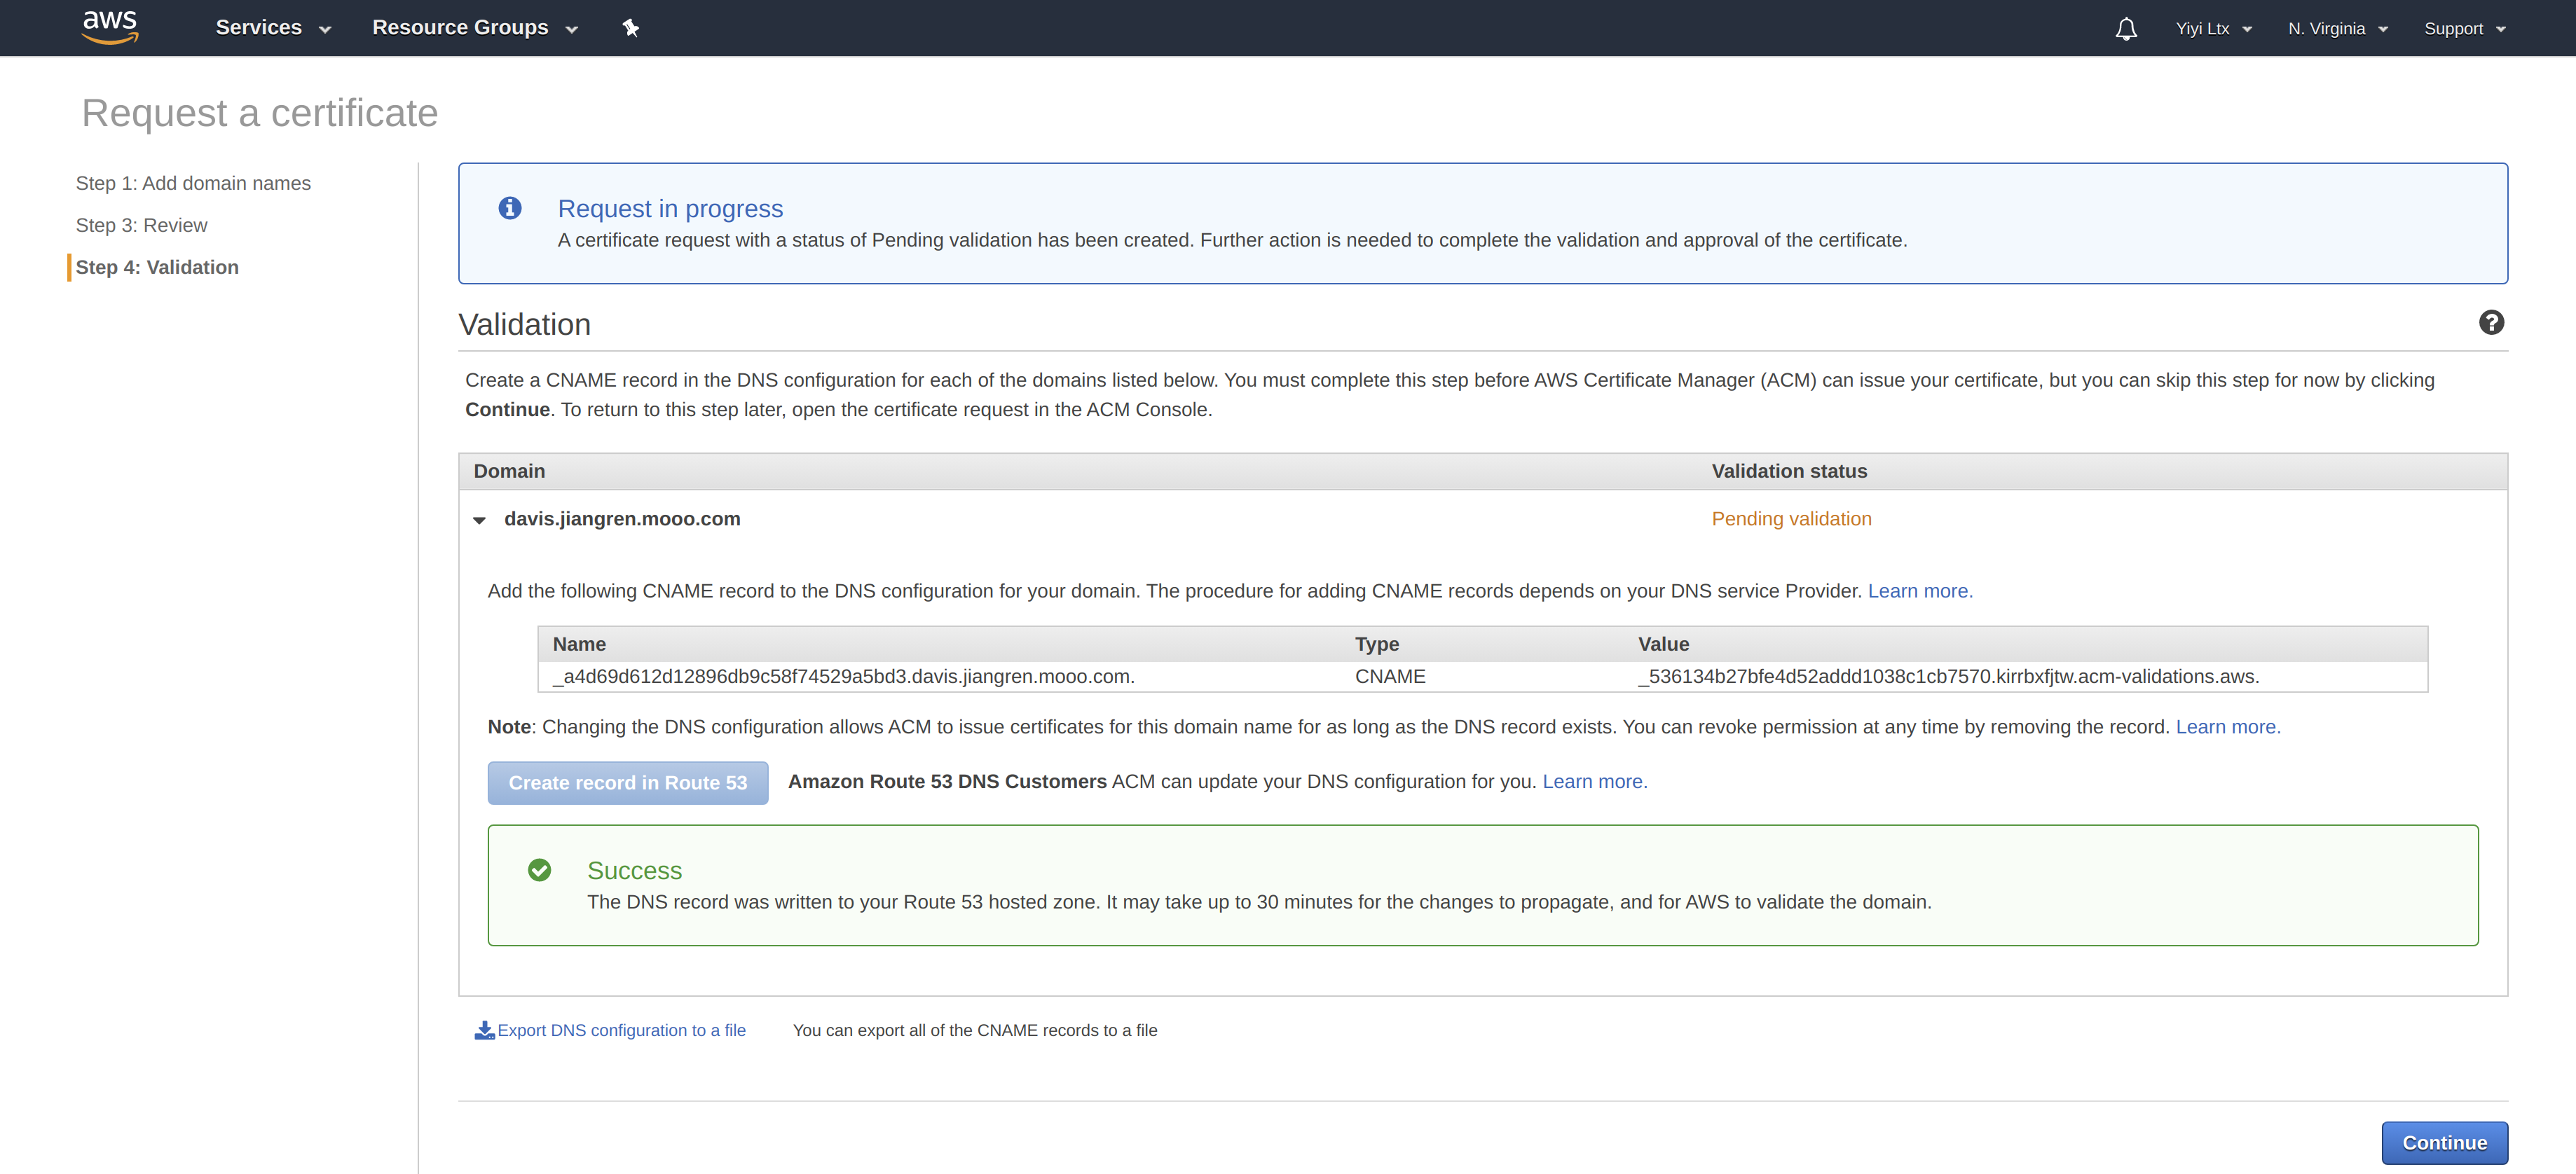 aws Services Resource Groups Yiyi Ltx N. Virginia Support
Request a certificate
Step 1: Add domain names
Step 3: Review
Step 4: Validation
Request in progress
A certificate request with a status of Pending validation has been created. Further action is needed to complete the validation and approval of the certificate.
Validation
Create a CNAME record in the DNS configuration for each of the domains listed below. You must complete this step before AWS Certificate Manager (ACM) can issue your certificate, but you can skip this step for now by clicking
Continue. To return to this step later, open the certificate request in the ACM Console.
Domain Validation status
davis.jiangren.mooo.com Pending validation
Add the following CNAME record to the DNS configuration for your domain. The procedure for adding CNAME records depends on your DNS service Provider. Learn more.
Name Type Value
_a4d69d612d12896db9c58f74529a5bd3.davis.jiangren.mooo.com. CNAME _536134b27bfe4d52addd1038c1cb7570.kirrbxfjtw.acm-validations.aws.
Note: Changing the DNS configuration allows ACM to issue certificates for this domain name for as long as the DNS record exists. You can revoke permission at any time by removing the record. Learn more.
Create record in Route 53 Amazon Route 53 DNS Customers ACM can update your DNS configuration for you. Learn more.
Success
The DNS record was written to your Route 53 hosted zone. It may take up to 30 minutes for the changes to propagate, and for AWS to validate the domain.
Export DNS configuration to a file You can export all of the CNAME records to a file
Continue